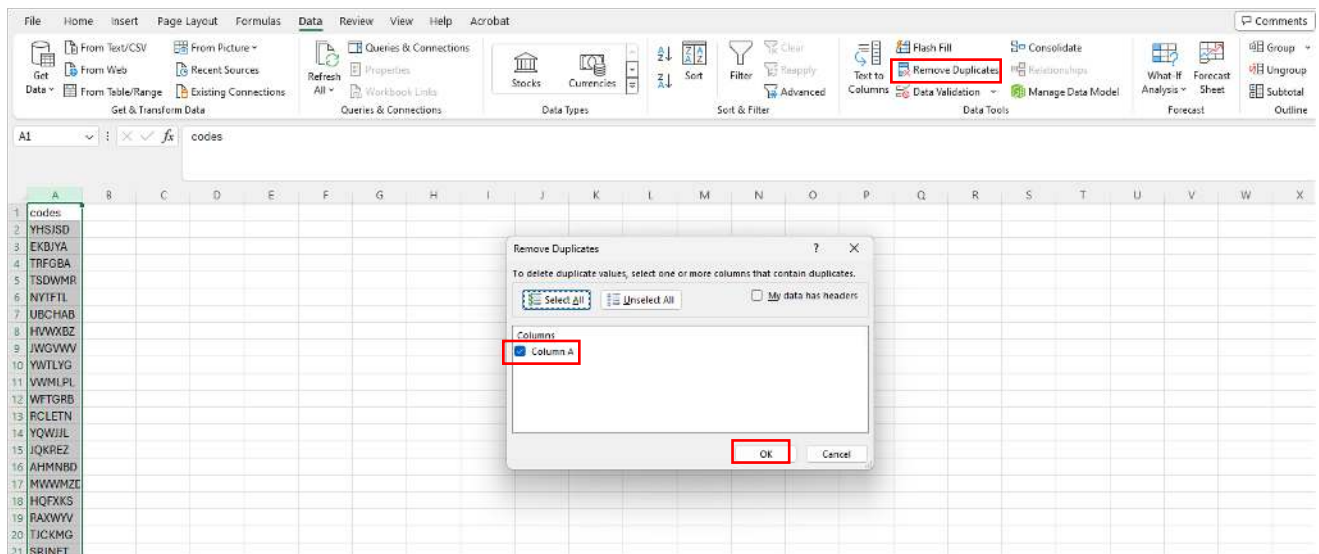 File Home Insert Page Layout Formulas Data Review View Help Acrobat
Comments
Get Data
From Text/CSV
From Web
From Table/Range
From Picture
Recent Sources
Existing Connections
Get & Transform Data
Refresh All
Queries & Connections
Properties
Workbook Links
Queries & Connections
Stocks
Currencies
Data Types
Sort
Filter
Clear
Reapply
Advanced
Sort & Filter
Text to Columns
Flash Fill
Remove Duplicates
Data Validation
Consolidate
Relationships
Manage Data Model
Data Tools
What-If Analysis
Forecast Sheet
Forecast
Group
Ungroup
Subtotal
Outline
A1 fx codes
A B C D E F G H I J K L M N O P Q R S T U V W X
1 codes
2 YHSJSD
3 EKBJYA
4 TRFGBA
5 TSDWMR
6 NYTFTL
7 UBCHAB
8 HVWXBZ
9 JWGVWV
10 YWTLYG
11 VWMLPL
12 WFTGRB
13 RCLETN
14 YQWJJL
15 JQKREZ
16 AHMNBD
17
18 HQFXKS
19 RAXWYV
20 TJCKMG
21
Remove Duplicates ? X
To delete duplicate values, select one or more columns that contain duplicates.
Select All Unselect All My data has headers
Columns
Column A
OK Cancel